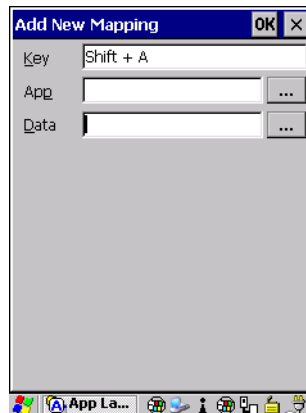 Add New Mapping OK ×
Key Shift + A
App ...
Data ...
App La...